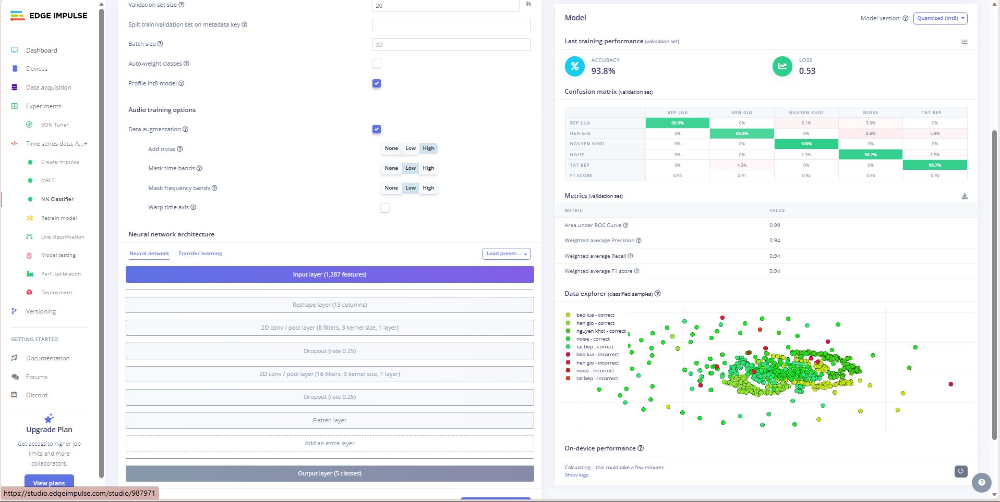 EDGE IMPULSE
Dashboard
Devices
Data acquisition
Experiments
EON Tuner
Time series data, A...
Create impulse
MFCC
NN Classifier
Retrain model
Live classification
Model testing
Perf. calibration
Deployment
Versioning
GETTING STARTED
Documentation
Forums
Discord
Upgrade Plan
Get access to higher job
limits and more
collaborators.
View plans
https://studio.edgeimpulse.com/studio/987971
Validation set size
20 %
Split train/validation set on metadata key
Batch size 32
Auto-weight classes
Profile int8 model
Audio training options
Data augmentation
Add noise None Low High
Mask time bands None Low High
Mask frequency bands None Low High
Warp time axis
Neural network architecture
Neural network Transfer learning Load preset...
Input layer (1,287 features)
Reshape layer (13 columns)
2D conv / pool layer (8 filters, 3 kernel size, 1 layer)
Dropout (rate 0.25)
2D conv / pool layer (16 filters, 3 kernel size, 1 layer)
Dropout (rate 0.25)
Flatten layer
Add an extra layer
Output layer (5 classes)
Model Model version: Quantized (int8)
Last training performance (validation set)
% ACCURACY
93.8%
LOSS
0.53
Confusion matrix (validation set)
BEP LUA HEN GIO NGUYEN KHOI NOISE TAT BEP
BEP LUA 90.9% 0% 6.1% 3.0% 0%
HEN GIO 0% 85.3% 0% 8.8% 5.9%
NGUYEN KHOI 0% 0% 100% 0% 0%
NOISE 0% 0% 1.3% 96.2% 2.5%
TAT BEP 0% 4.3% 0% 0% 95.7%
F1 SCORE 0.95 0.91 0.94 0.96 0.90
Metrics (validation set)
METRIC VALUE
Area under ROC Curve 0.99
Weighted average Precision 0.94
Weighted average Recall 0.94
Weighted average F1 score 0.94
Data explorer (classified samples)
bep lua - correct
hen gio - correct
nguyen khoi - correct
noise - correct
tat bep - correct
bep lua - incorrect
hen gio - incorrect
noise - incorrect
tat bep - incorrect
On-device performance
Calculating... this could take a few minutes
Show logs